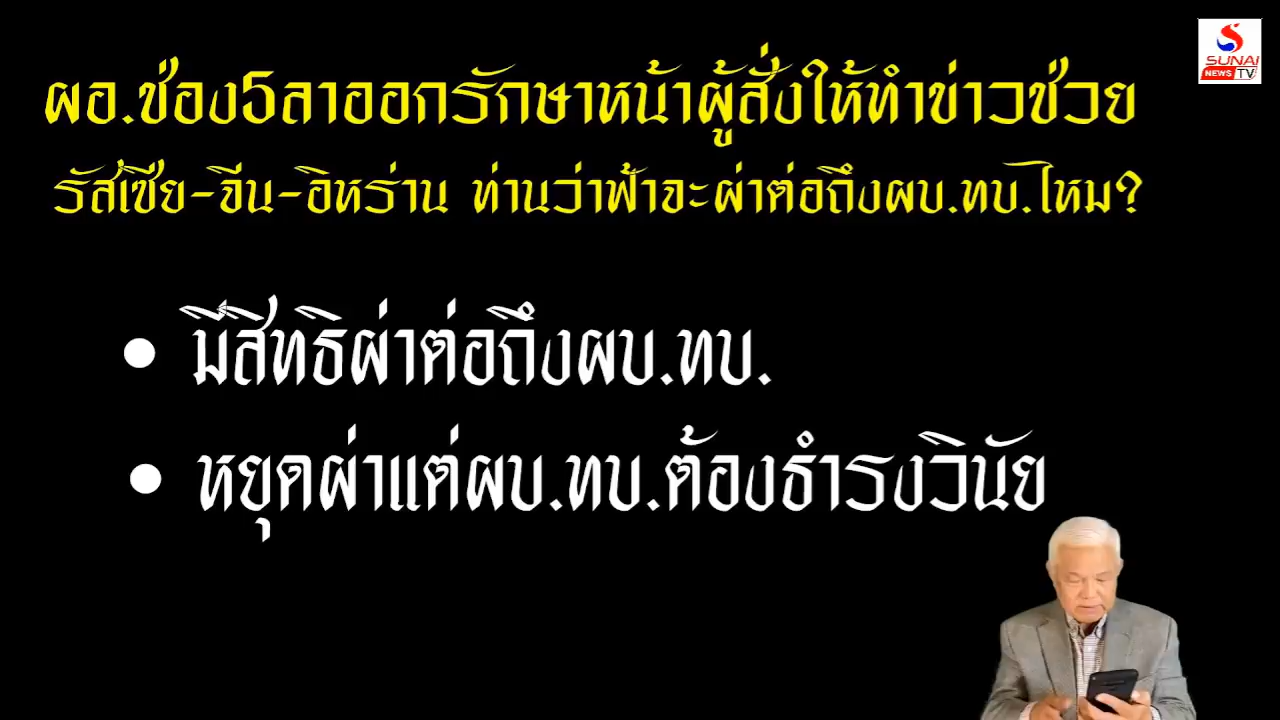 SUNAI
NEWS TV
ผอ.ช่อง5ลาออกรักษาหน้าผู้สั่งให้ทำข่าวช่วย
รัสเซีย-จีน-อิหร่าน ท่านว่าฟ้าจะผ่าต่อถึงผบ.ทบ.ไหม?
• มีสิทธิผ่าต่อถึงผบ.ทบ.
• หยุดผ่าแต่ผบ.ทบ.ต้องธำรงวินัย